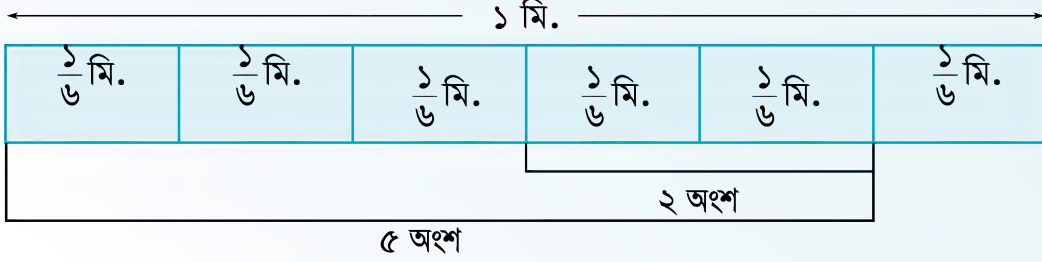 ১ মি.
১/৬ মি. ১/৬ মি. ১/৬ মি. ১/৬ মি. ১/৬ মি. ১/৬ মি.
২ অংশ
৫ অংশ